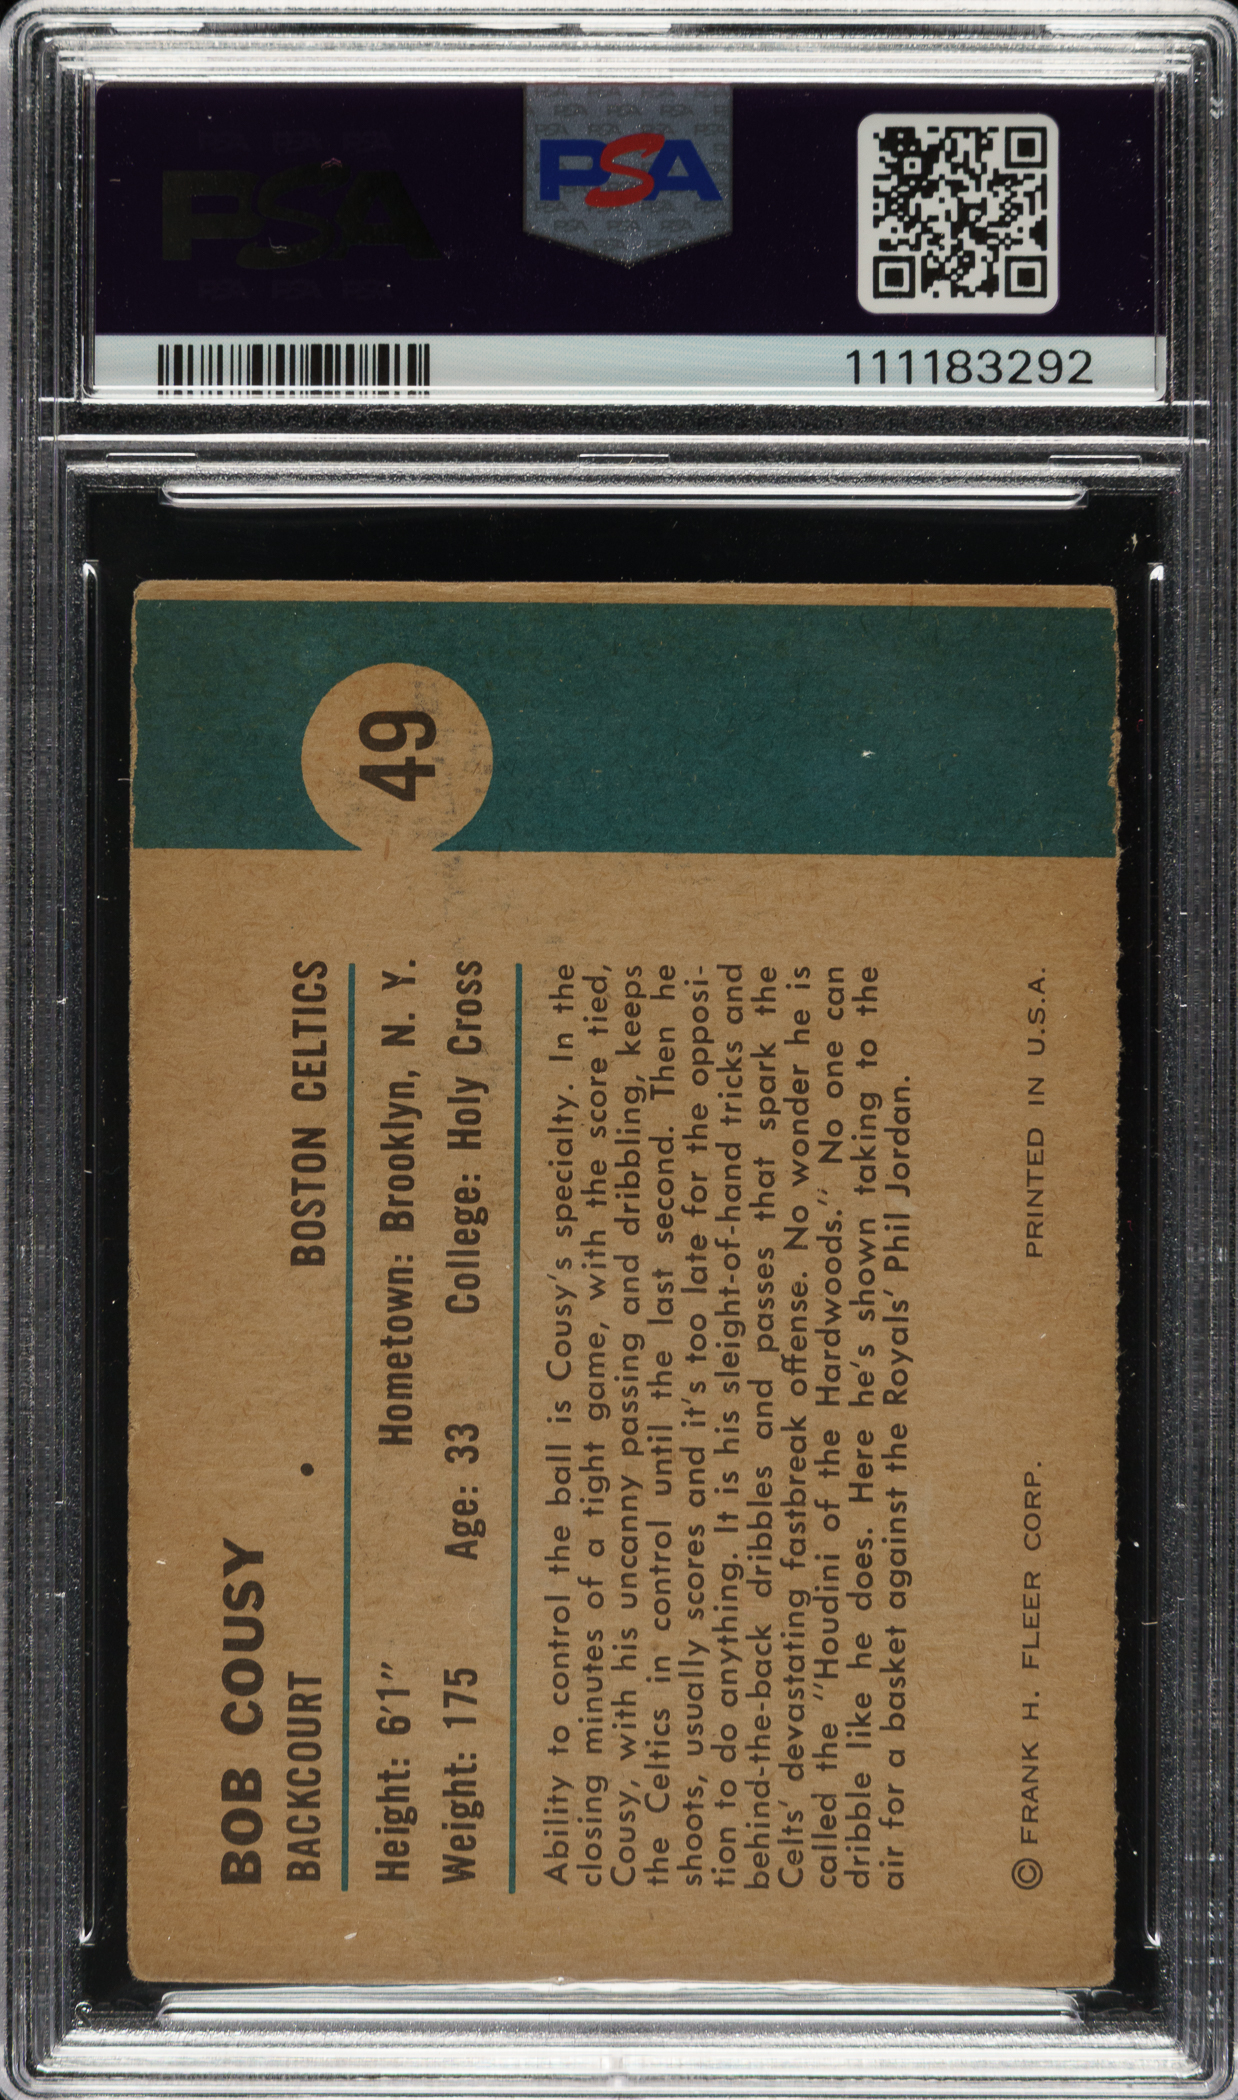 PSA
PSA
111183292
49
BOB COUSY
BACKCOURT • BOSTON CELTICS
Height: 6'1" Hometown: Brooklyn, N. Y.
Weight: 175 Age: 33 College: Holy Cross
Ability to control the ball is Cousy's specialty. In the
closing minutes of a tight game, with the score tied,
Cousy, with his uncanny passing and dribbling, keeps
the Celtics in control until the last second. Then he
shoots, usually scores and it's too late for the opposi-
tion to do anything. It is his sleight-of-hand tricks and
behind-the-back dribbles and passes that spark the
Celts' devastating fastbreak offense. No wonder he is
called the "Houdini of the Hardwoods." No one can
dribble like he does. Here he's shown taking to the
air for a basket against the Royals' Phil Jordan.
© FRANK H. FLEER CORP. PRINTED IN U.S.A.